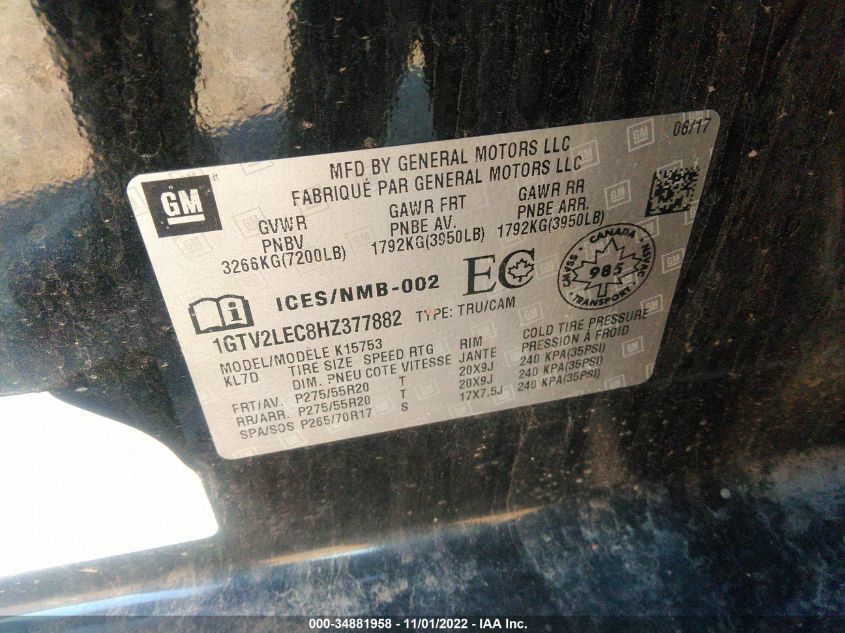 06/17
MFD BY GENERAL MOTORS LLC
FABRIQUÉ PAR GENERAL MOTORS LLC
GM
GVWR GAWR FRT GAWR RR
PNBV PNBE AV. PNBE ARR.
3266KG(7200LB) 1792KG(3950LB) 1792KG(3950LB)
ICES/NMB-002 EC
CANADA
NSVAC 985 SSVAC
TRANSPORT
1GTV2LEC8HZ377882 TYPE: TRU/CAM
MODEL/MODELE K15753
KL7D TIRE SIZE SPEED RTG RIM COLD TIRE PRESSURE
DIM. PNEU COTE VITESSE JANTE PRESSION À FROID
FRT/AV. P275/55R20 T 20X9J 240 KPA(35PSI)
RR/ARR. P275/55R20 T 20X9J 240 KPA(35PSI)
SPA/SOS P265/70R17 S 17X7.5J 240 KPA(35PSI)
000-34881958 - 11/01/2022 - IAA Inc.